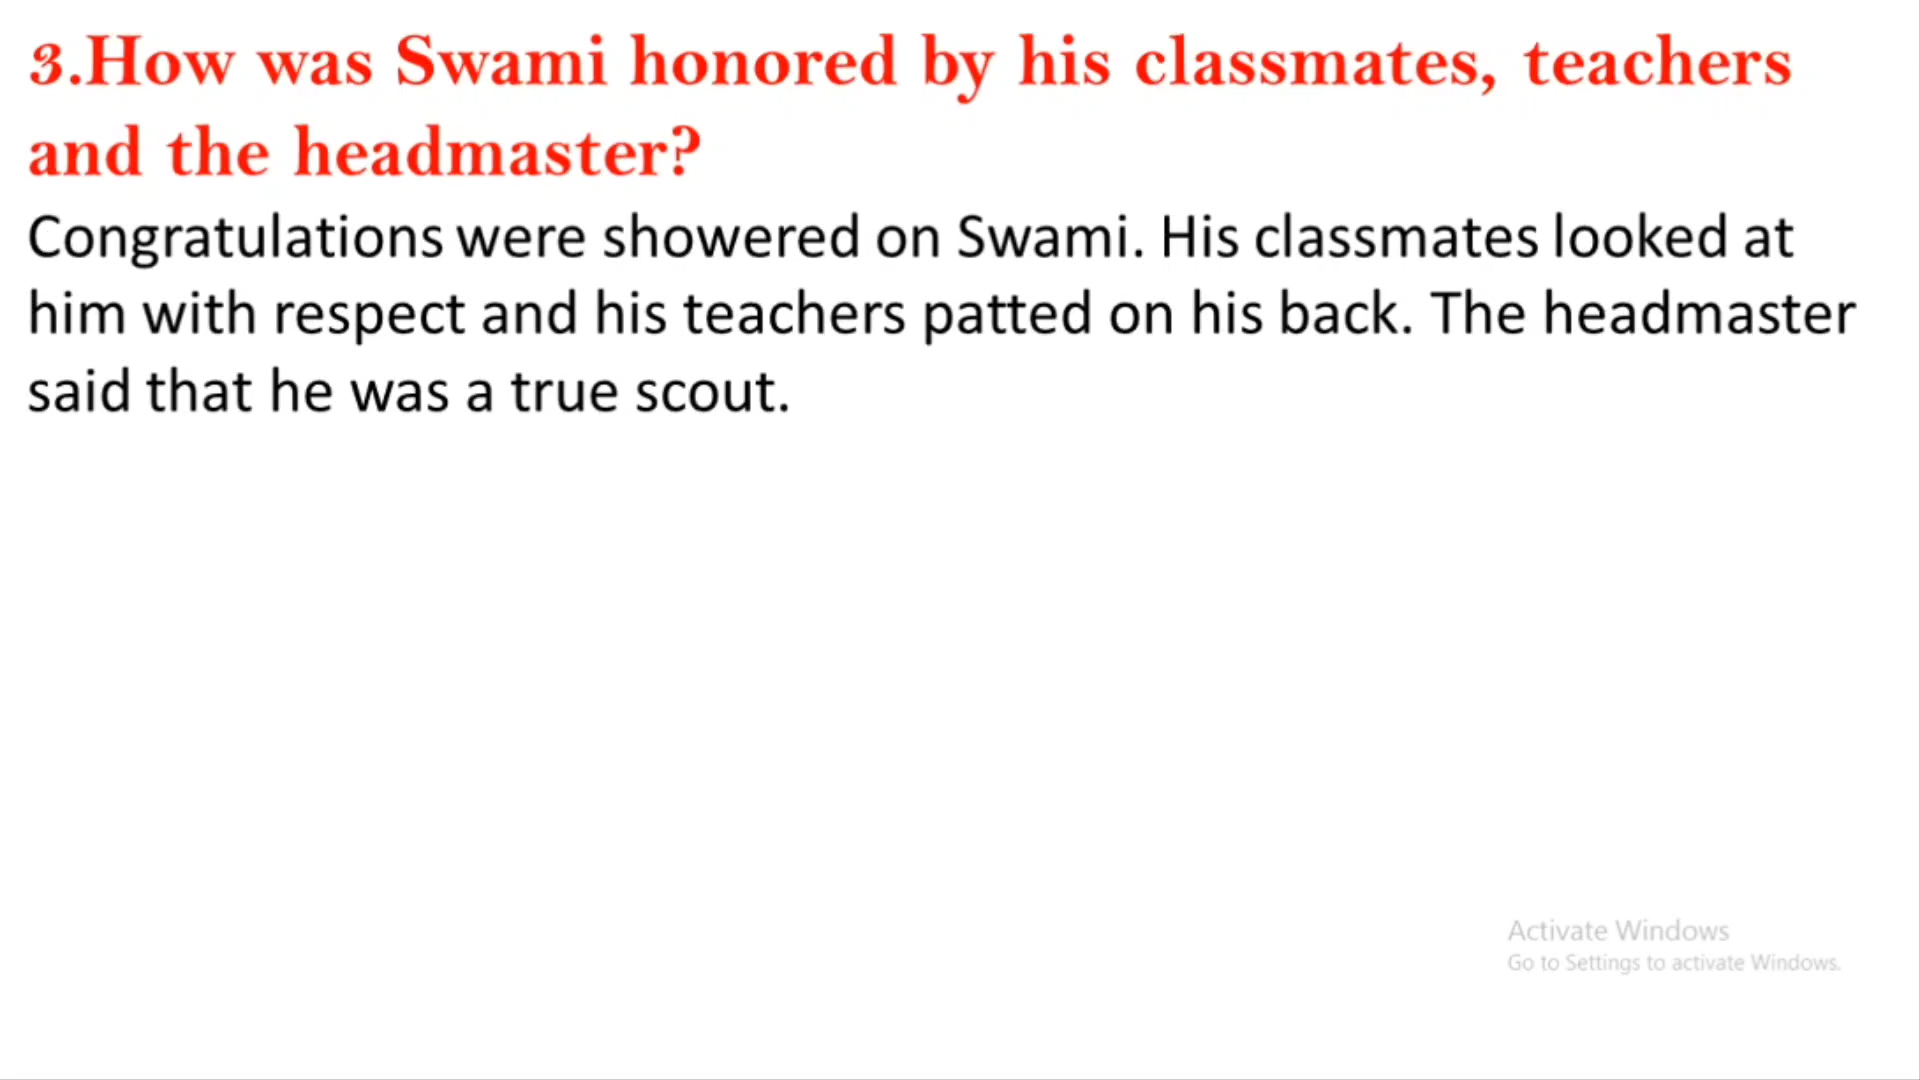 3.How was Swami honored by his classmates, teachers
and the headmaster?
Congratulations were showered on Swami. His classmates looked at
him with respect and his teachers patted on his back. The headmaster
said that he was a true scout.
Activate Windows
Go to Settings to activate Windows.